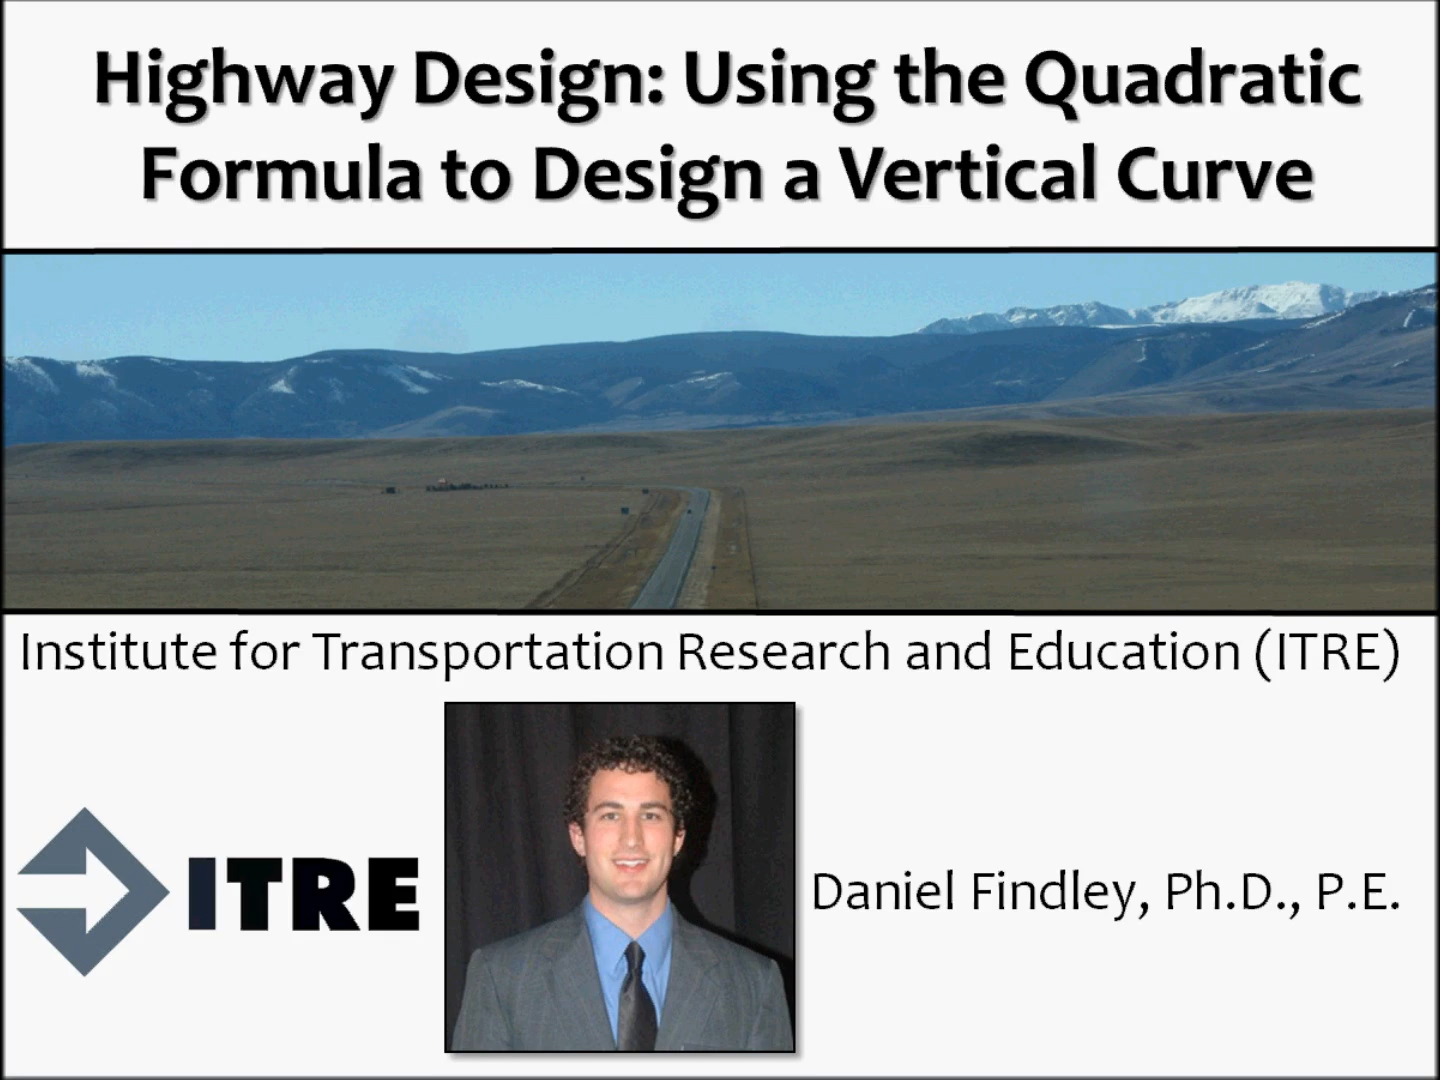 Highway Design: Using the Quadratic
Formula to Design a Vertical Curve
Institute for Transportation Research and Education (ITRE)
ITRE
Daniel Findley, Ph.D., P.E.